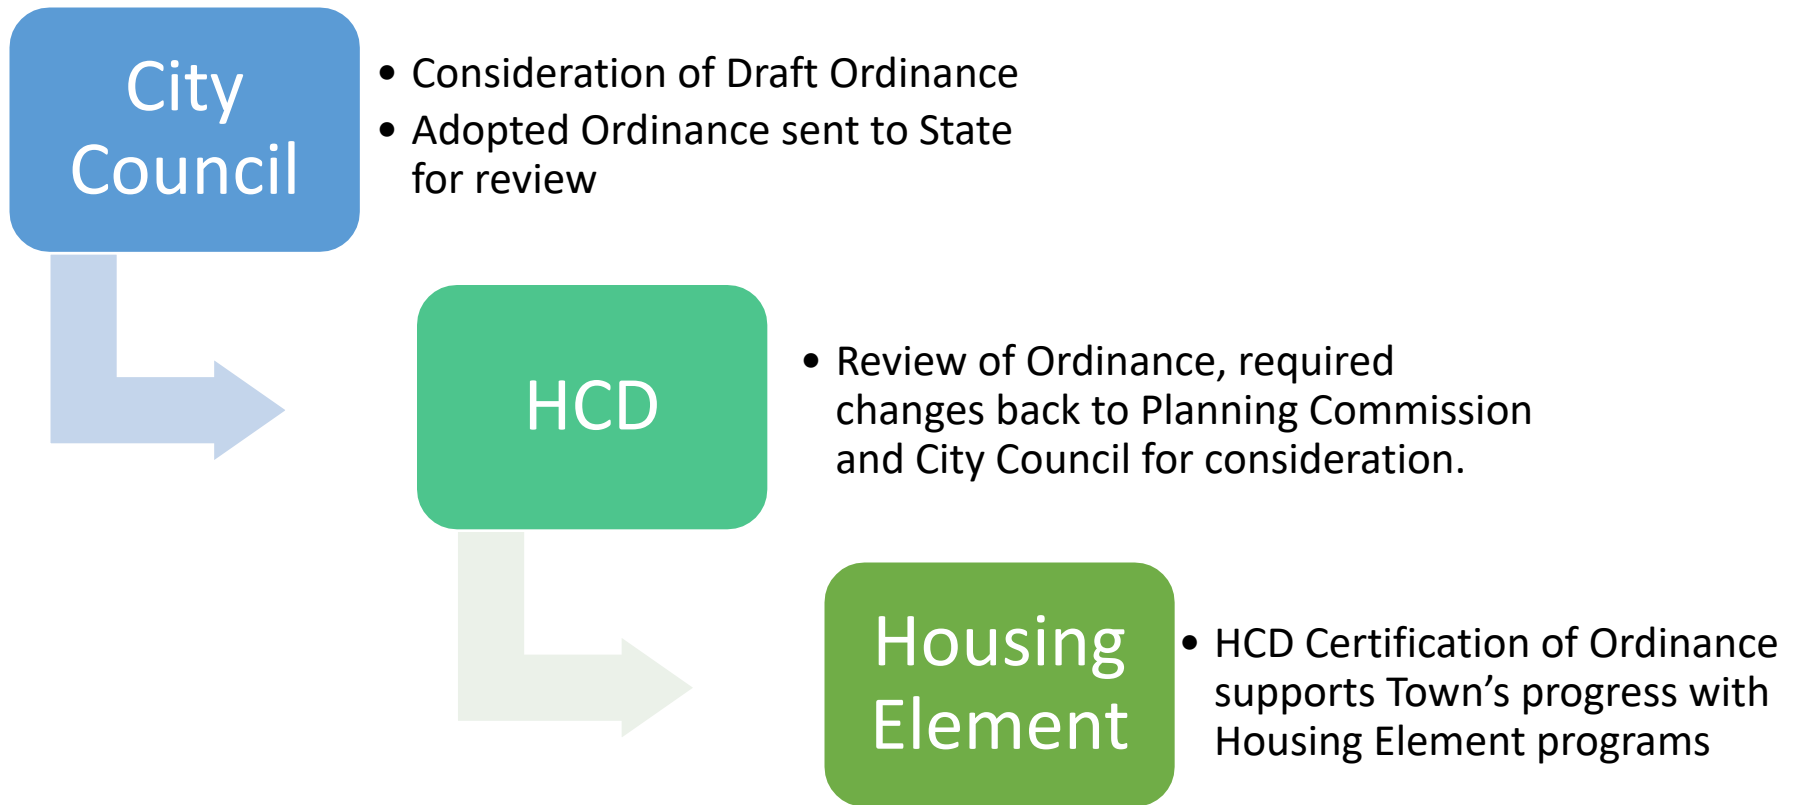 City
Council
• Consideration of Draft Ordinance
• Adopted Ordinance sent to State
for review
HCD
• Review of Ordinance, required
changes back to Planning Commission
and City Council for consideration.
Housing
Element
• HCD Certification of Ordinance
supports Town’s progress with
Housing Element programs